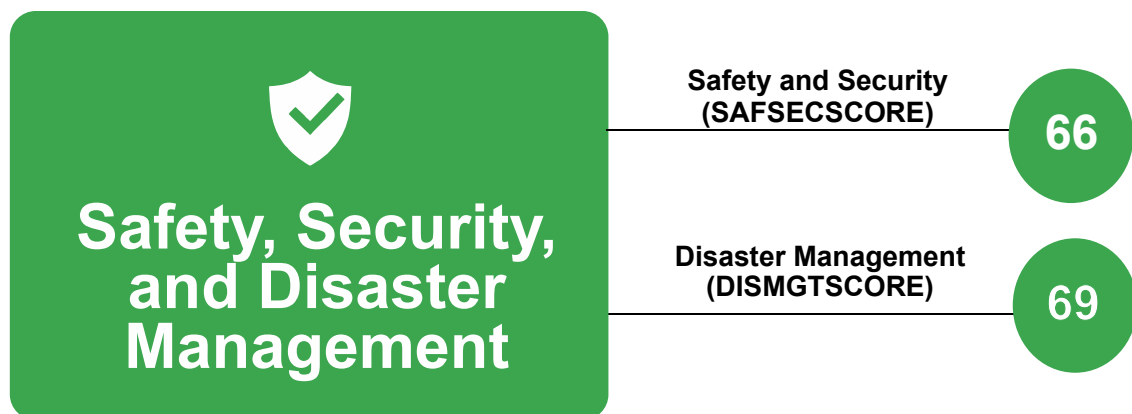 Safety, Security,
and Disaster
Management
Safety and Security
(SAFSECSCORE)
66
Disaster Management
(DISMGTSCORE)
69